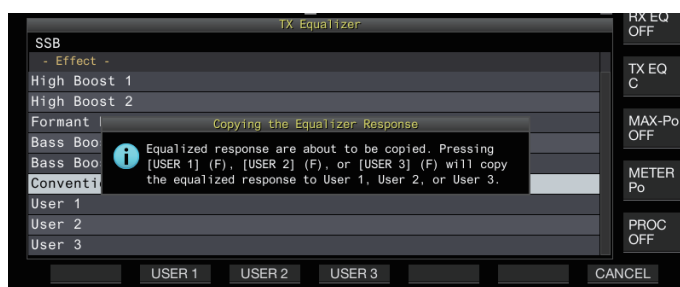 TX Equalizer
SSB
- Effect -
High Boost 1
High Boost 2
Formant
Bass Boo
Bass Boo
Conventi
User 1
User 2
User 3
Copying the Equalizer Response
Equalized response are about to be copied. Pressing
[USER 1] (F), [USER 2] (F), or [USER 3] (F) will copy
the equalized response to User 1, User 2, or User 3.
RX EQ
OFF
TX EQ
C
MAX-Po
OFF
METER
Po
PROC
OFF
USER 1
USER 2
USER 3
CANCEL